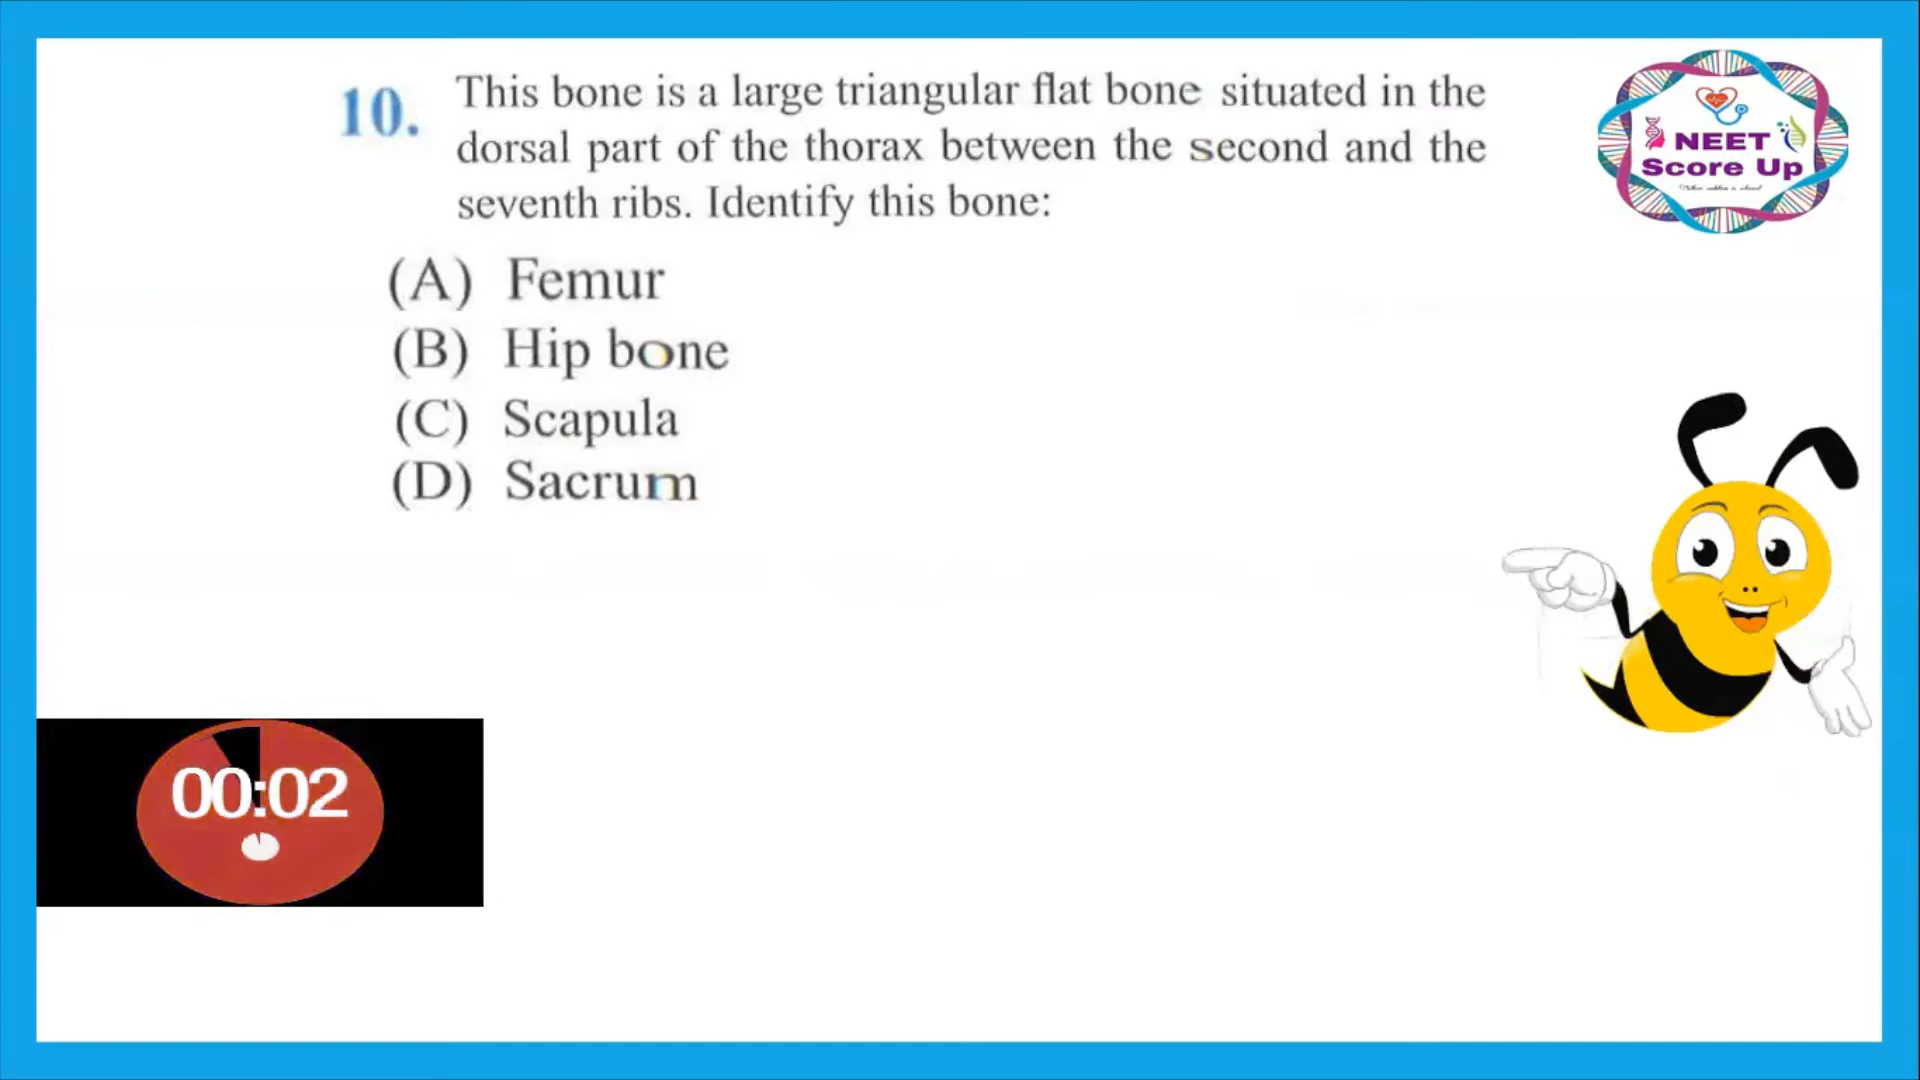 10. This bone is a large triangular flat bone situated in the
dorsal part of the thorax between the second and the
seventh ribs. Identify this bone:
(A) Femur
(B) Hip bone
(C) Scapula
(D) Sacrum
NEET
Score Up
00:02